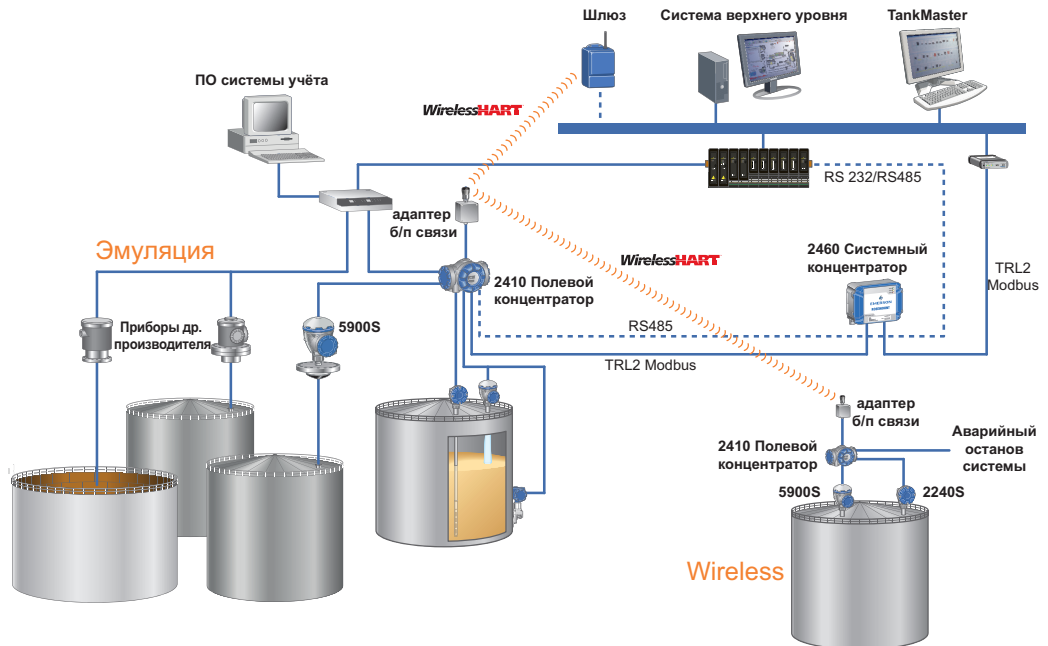 Шлюз
Система верхнего уровня
TankMaster
ПО системы учёта
WirelessHART
RS 232/RS485
адаптер
б/п связи
Эмуляция
WirelessHART
2460 Системный
концентратор
TRL2
Modbus
2410 Полевой
концентратор
EMERSON
Приборы др.
производителя
5900S
RS485
TRL2 Modbus
адаптер
б/п связи
2410 Полевой
концентратор
Аварийный
останов
системы
5900S
2240S
Wireless